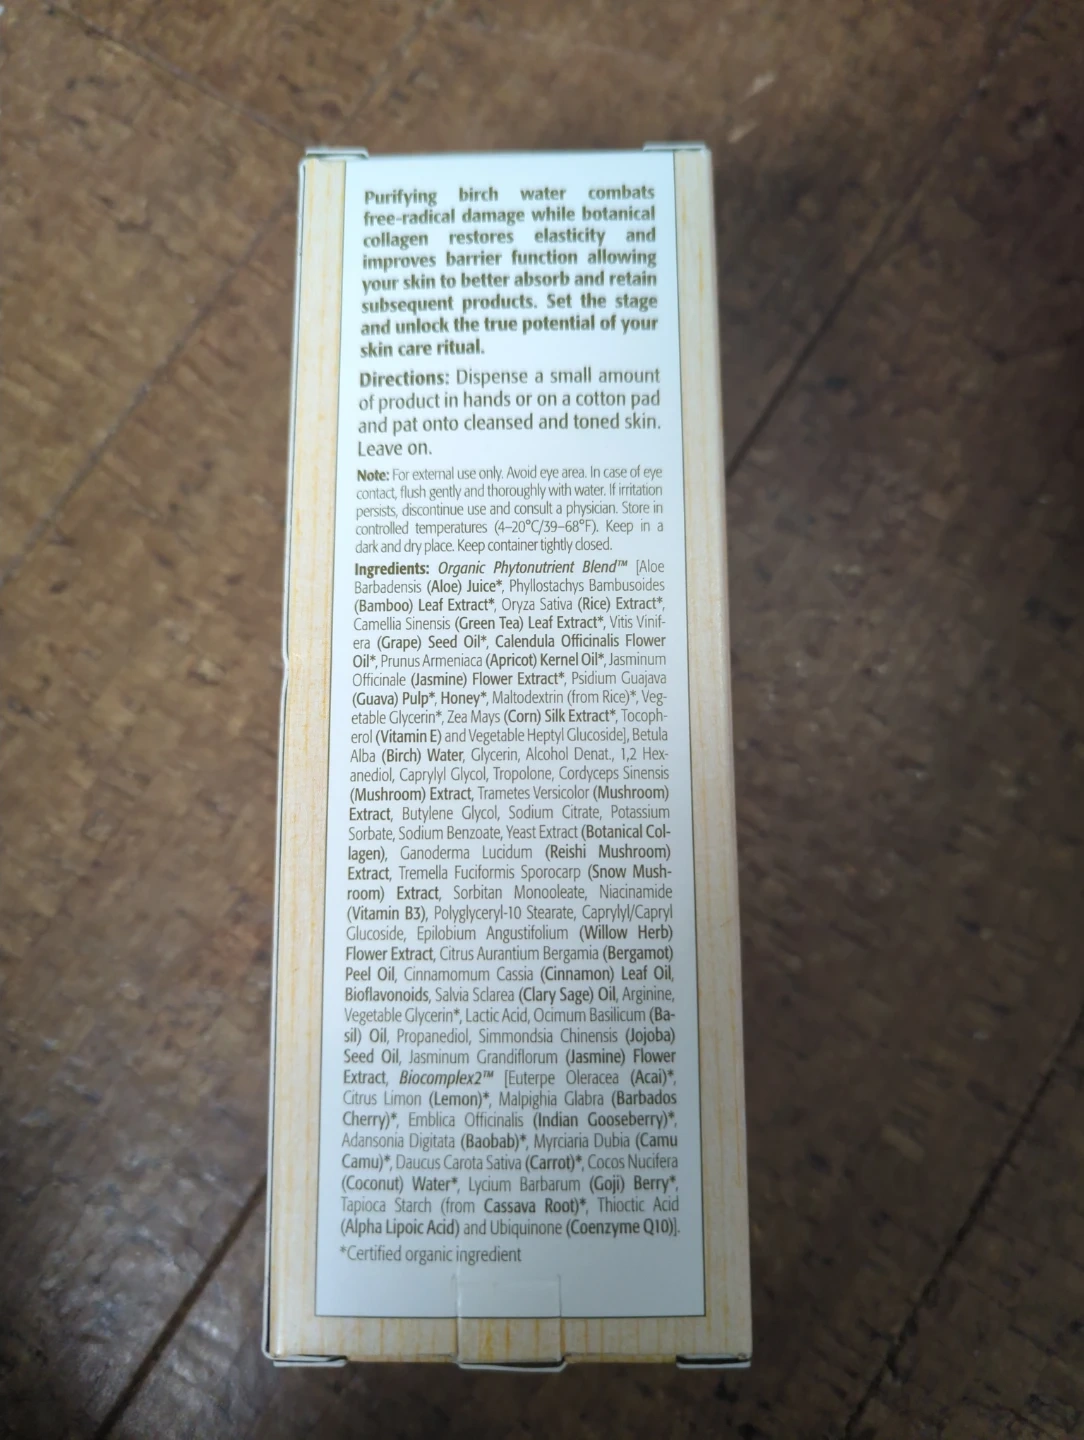 Purifying birch water combats
free-radical damage while botanical
collagen restores elasticity and
improves barrier function allowing
your skin to better absorb and retain
subsequent products. Set the stage
and unlock the true potential of your
skin care ritual.
Directions: Dispense a small amount
of product in hands or on a cotton pad
and pat onto cleansed and toned skin.
Leave on.
Note: For external use only. Avoid eye area. In case of eye
contact, flush gently and thoroughly with water. If irritation
persists, discontinue use and consult a physician. Store in
controlled temperatures (4–20°C/39–68°F). Keep in a
dark and dry place. Keep container tightly closed.
Ingredients: Organic Phytonutrient Blend™ [Aloe
Barbadensis (Aloe) Juice*, Phyllostachys Bambusoides
(Bamboo) Leaf Extract*, Oryza Sativa (Rice) Extract*,
Camellia Sinensis (Green Tea) Leaf Extract*, Vitis Vinif-
era (Grape) Seed Oil*, Calendula Officinalis Flower
Oil*, Prunus Armeniaca (Apricot) Kernel Oil*, Jasminum
Officinale (Jasmine) Flower Extract*, Psidium Guajava
(Guava) Pulp*, Honey*, Maltodextrin (from Rice)*, Veg-
etable Glycerin*, Zea Mays (Corn) Silk Extract*, Tocoph-
erol (Vitamin E) and Vegetable Heptyl Glucoside], Betula
Alba (Birch) Water, Glycerin, Alcohol Denat., 1,2 Hex-
anediol, Caprylyl Glycol, Tropolone, Cordyceps Sinensis
(Mushroom) Extract, Trametes Versicolor (Mushroom)
Extract, Butylene Glycol, Sodium Citrate, Potassium
Sorbate, Sodium Benzoate, Yeast Extract (Botanical Col-
lagen), Ganoderma Lucidum (Reishi Mushroom)
Extract, Tremella Fuciformis Sporocarp (Snow Mush-
room) Extract, Sorbitan Monooleate, Niacinamide
(Vitamin B3), Polyglyceryl-10 Stearate, Caprylyl/Capryl
Glucoside, Epilobium Angustifolium (Willow Herb)
Flower Extract, Citrus Aurantium Bergamia (Bergamot)
Peel Oil, Cinnamomum Cassia (Cinnamon) Leaf Oil,
Bioflavonoids, Salvia Sclarea (Clary Sage) Oil, Arginine,
Vegetable Glycerin*, Lactic Acid, Ocimum Basilicum (Ba-
sil) Oil, Propanediol, Simmondsia Chinensis (Jojoba)
Seed Oil, Jasminum Grandiflorum (Jasmine) Flower
Extract, Biocomplex2™ [Euterpe Oleracea (Acai)*,
Citrus Limon (Lemon)*, Malpighia Glabra (Barbados
Cherry)*, Emblica Officinalis (Indian Gooseberry)*,
Adansonia Digitata (Baobab)*, Myrciaria Dubia (Camu
Camu)*, Daucus Carota Sativa (Carrot)*, Cocos Nucifera
(Coconut) Water*, Lycium Barbarum (Goji) Berry*,
Tapioca Starch (from Cassava Root)*, Thioctic Acid
(Alpha Lipoic Acid) and Ubiquinone (Coenzyme Q10)].
*Certified organic ingredient